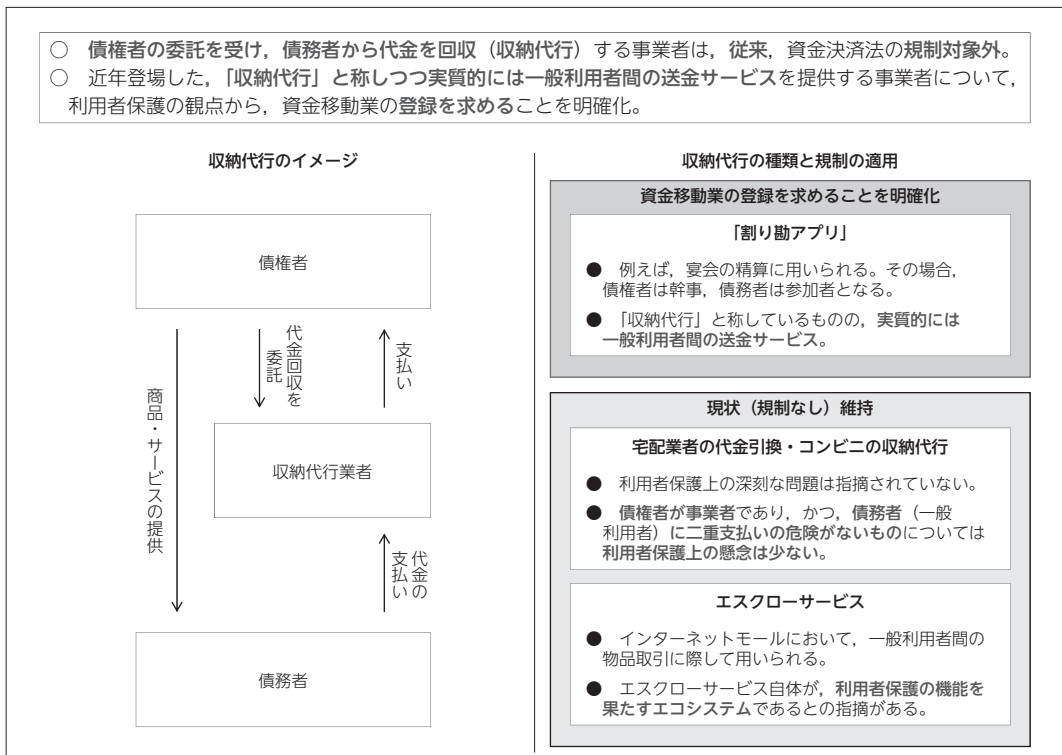 ○ 債権者の委託を受け，債務者から代金を回収（収納代行）する事業者は，従来，資金決済法の規制対象外。
○ 近年登場した，「収納代行」と称しつつ実質的には一般利用者間の送金サービスを提供する事業者について，
利用者保護の観点から，資金移動業の登録を求めることを明確化。
収納代行のイメージ
債権者
商品・サービスの提供
代金回収を
委託
支払い
収納代行業者
代金の
支払い
債務者
収納代行の種類と規制の適用
資金移動業の登録を求めることを明確化
「割り勘アプリ」
● 例えば，宴会の精算に用いられる。その場合，
債権者は幹事，債務者は参加者となる。
● 「収納代行」と称しているものの，実質的には
一般利用者間の送金サービス。
現状（規制なし）維持
宅配業者の代金引換・コンビニの収納代行
● 利用者保護上の深刻な問題は指摘されていない。
● 債権者が事業者であり，かつ，債務者（一般
利用者）に二重支払いの危険がないものについては
利用者保護上の懸念は少ない。
エスクローサービス
● インターネットモールにおいて，一般利用者間の
物品取引に際して用いられる。
● エスクローサービス自体が，利用者保護の機能を
果たすエコシステムであるとの指摘がある。